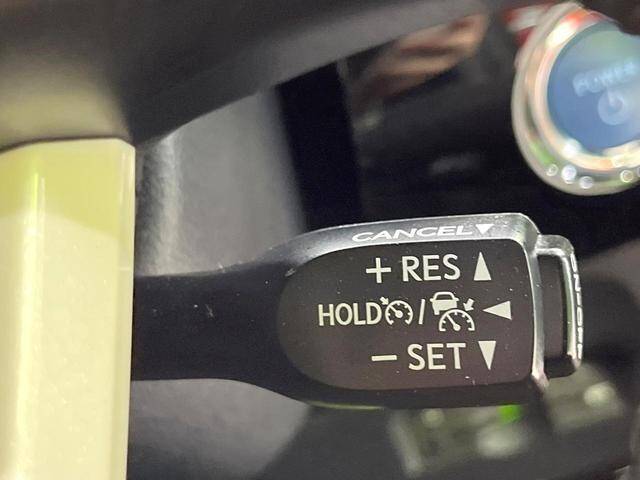 POWER
CANCEL▼
+ RES ▲
HOLD / ◀
− SET ▼